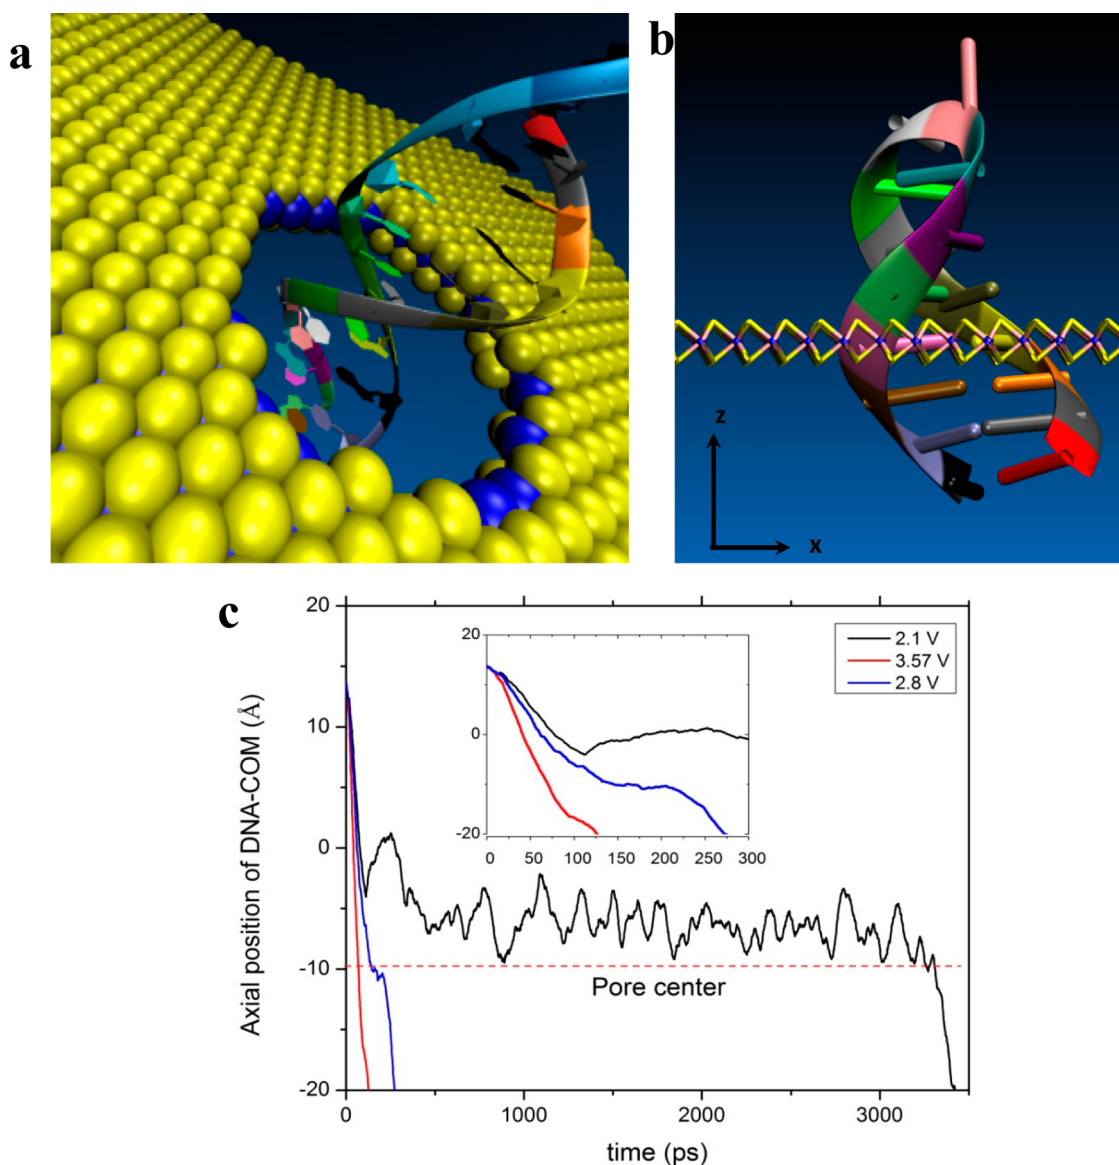 a
b
z
x
c
20
10
0
-10
-20
Axial position of DNA-COM (Å)
20
0
-20
0 50 100 150 200 250 300
2.1 V
3.57 V
2.8 V
Pore center
0 1000 2000 3000
time (ps)